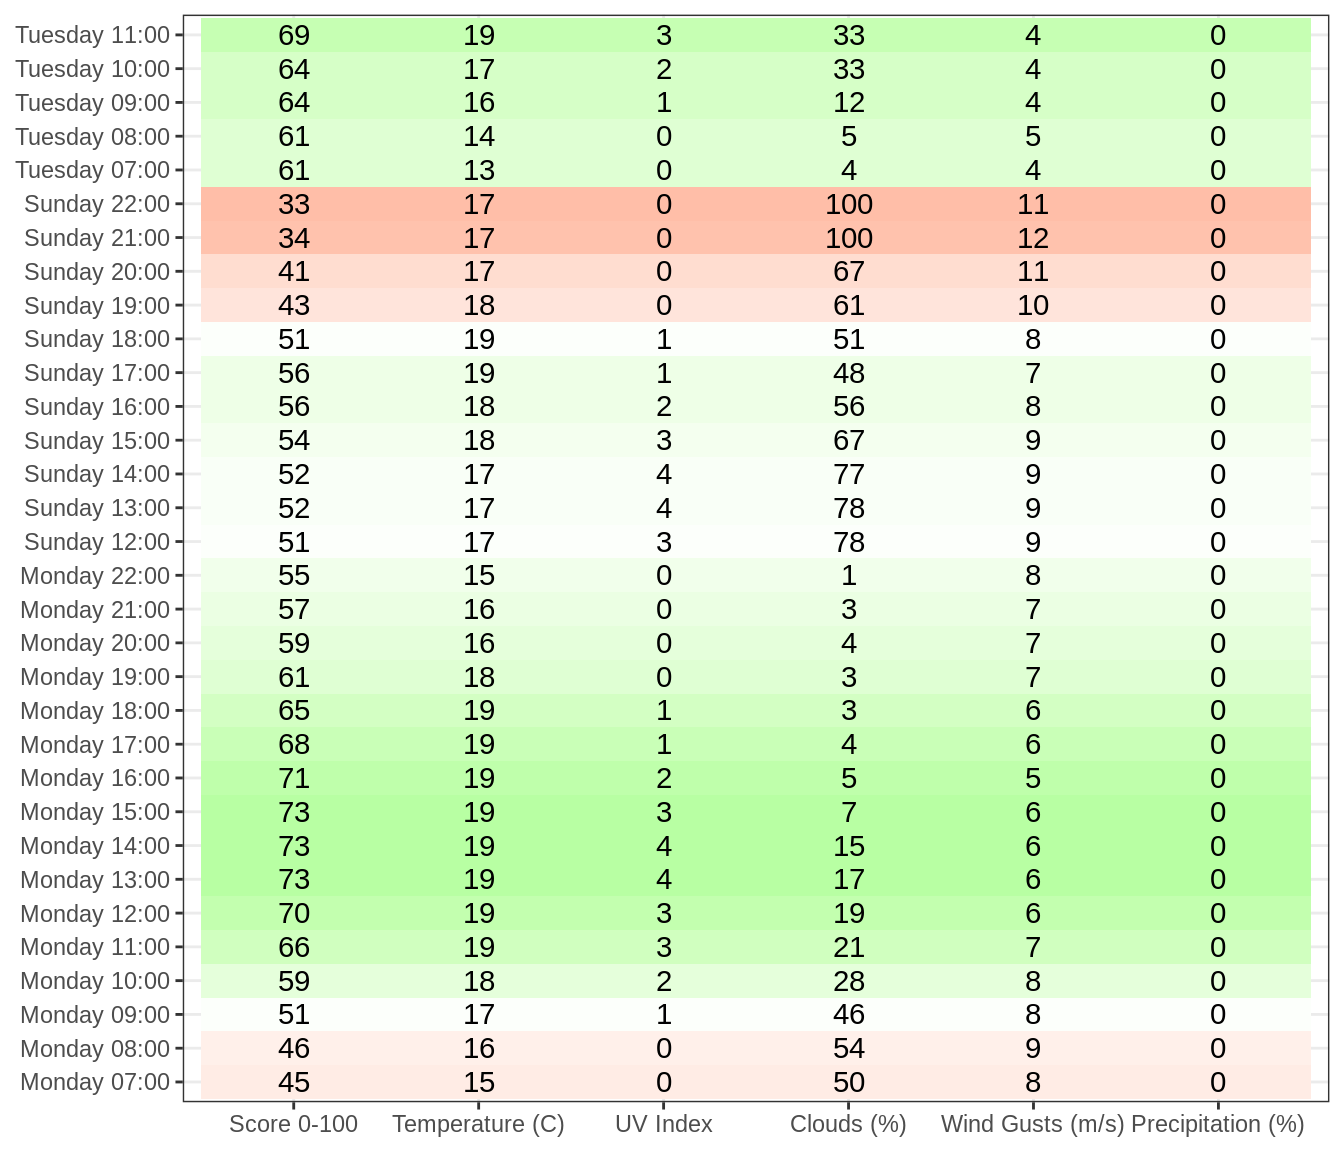 Tuesday 11:00 69 19 3 33 4 0
Tuesday 10:00 64 17 2 33 4 0
Tuesday 09:00 64 16 1 12 4 0
Tuesday 08:00 61 14 0 5 5 0
Tuesday 07:00 61 13 0 4 4 0
Sunday 22:00 33 17 0 100 11 0
Sunday 21:00 34 17 0 100 12 0
Sunday 20:00 41 17 0 67 11 0
Sunday 19:00 43 18 0 61 10 0
Sunday 18:00 51 19 1 51 8 0
Sunday 17:00 56 19 1 48 7 0
Sunday 16:00 56 18 2 56 8 0
Sunday 15:00 54 18 3 67 9 0
Sunday 14:00 52 17 4 77 9 0
Sunday 13:00 52 17 4 78 9 0
Sunday 12:00 51 17 3 78 9 0
Monday 22:00 55 15 0 1 8 0
Monday 21:00 57 16 0 3 7 0
Monday 20:00 59 16 0 4 7 0
Monday 19:00 61 18 0 3 7 0
Monday 18:00 65 19 1 3 6 0
Monday 17:00 68 19 1 4 6 0
Monday 16:00 71 19 2 5 5 0
Monday 15:00 73 19 3 7 6 0
Monday 14:00 73 19 4 15 6 0
Monday 13:00 73 19 4 17 6 0
Monday 12:00 70 19 3 19 6 0
Monday 11:00 66 19 3 21 7 0
Monday 10:00 59 18 2 28 8 0
Monday 09:00 51 17 1 46 8 0
Monday 08:00 46 16 0 54 9 0
Monday 07:00 45 15 0 50 8 0
Score 0-100 Temperature (C) UV Index Clouds (%) Wind Gusts (m/s) Precipitation (%)